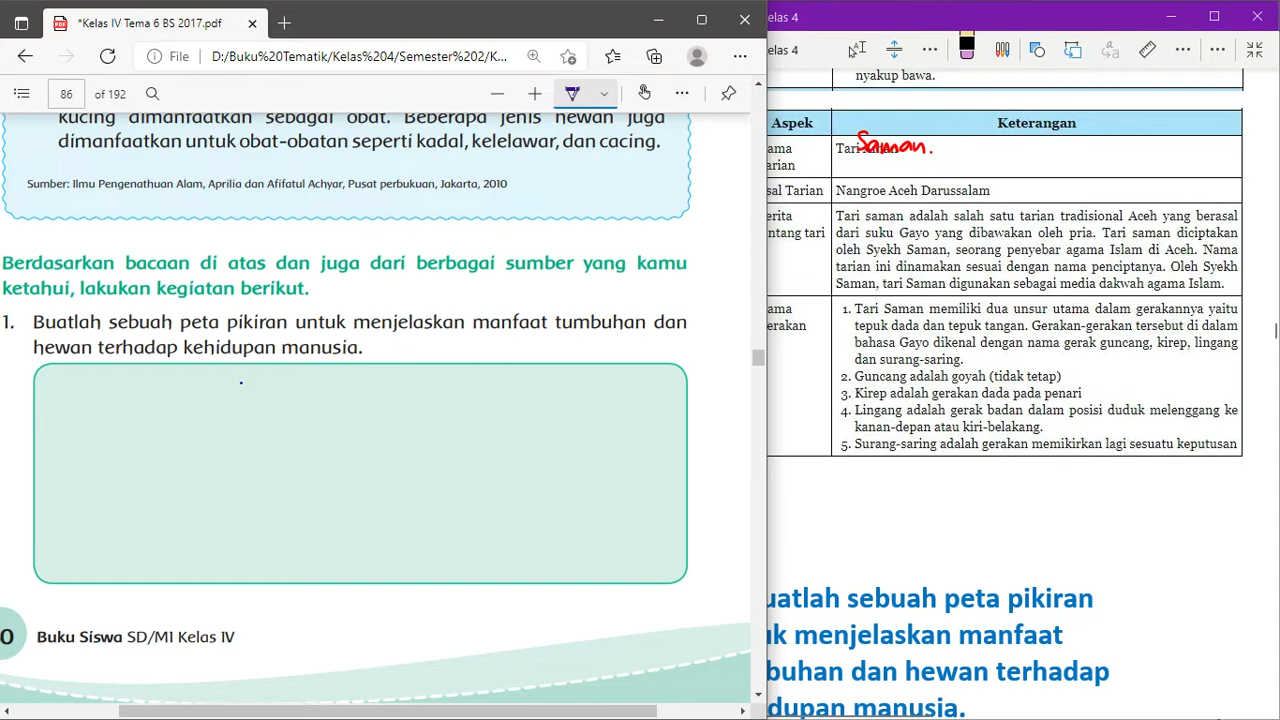 *Kelas IV Tema 6 BS 2017.pdf
File
D:/Buku%20Tematik/Kelas%204/Semester%202/K...
86 of 192
kucing dimanfaatkan sebagai obat. Beberapa jenis hewan juga
dimanfaatkan untuk obat-obatan seperti kadal, kelelawar, dan cacing.
Sumber: Ilmu Pengenathuan Alam, Aprilia dan Afifatul Achyar, Pusat perbukuan, Jakarta, 2010
Berdasarkan bacaan di atas dan juga dari berbagai sumber yang kamu
ketahui, lakukan kegiatan berikut.
1. Buatlah sebuah peta pikiran untuk menjelaskan manfaat tumbuhan dan
hewan terhadap kehidupan manusia.
0 Buku Siswa SD/MI Kelas IV
elas 4
elas 4
nyakup bawa.
Aspek Keterangan
ama
arian
Tari Saman.
sal Tarian Nangroe Aceh Darussalam
erita
ntang tari
Tari saman adalah salah satu tarian tradisional Aceh yang berasal
dari suku Gayo yang dibawakan oleh pria. Tari saman diciptakan
oleh Syekh Saman, seorang penyebar agama Islam di Aceh. Nama
tarian ini dinamakan sesuai dengan nama penciptanya. Oleh Syekh
Saman, tari Saman digunakan sebagai media dakwah agama Islam.
ama
erakan
1. Tari Saman memiliki dua unsur utama dalam gerakannya yaitu
tepuk dada dan tepuk tangan. Gerakan-gerakan tersebut di dalam
bahasa Gayo dikenal dengan nama gerak guncang, kirep, lingang
dan surang-saring.
2. Guncang adalah goyah (tidak tetap)
3. Kirep adalah gerakan dada pada penari
4. Lingang adalah gerak badan dalam posisi duduk melenggang ke
kanan-depan atau kiri-belakang.
5. Surang-saring adalah gerakan memikirkan lagi sesuatu keputusan
uatlah sebuah peta pikiran
uk menjelaskan manfaat
buhan dan hewan terhadap
dupan manusia.